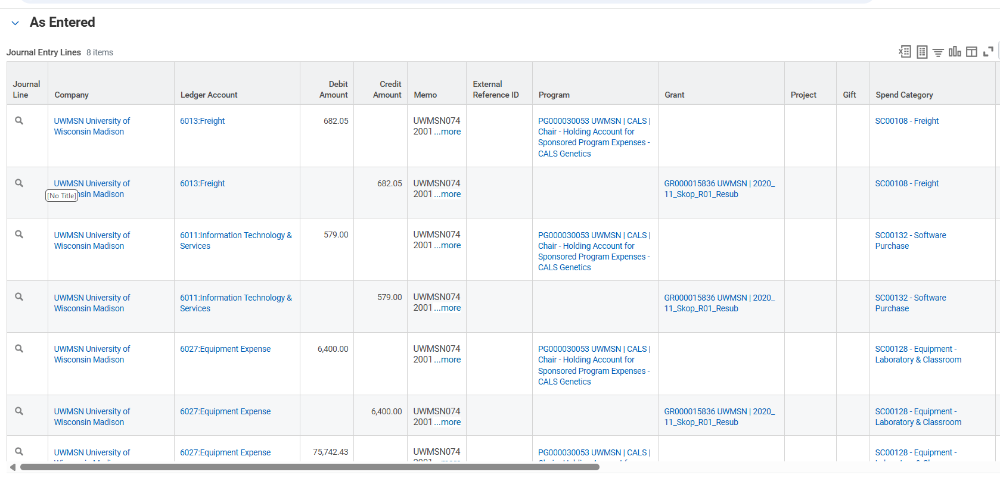 As Entered
Journal Entry Lines 8 items
Journal Line Company Ledger Account Debit Amount Credit Amount Memo External Reference ID Program Grant Project Gift Spend Category
UWMSN University of 6013:Freight 682.05 UWMSN074 PG000030053 UWMSN | CALS | SC00108 - Freight
Wisconsin Madison 2001 ...more Chair - Holding Account for
Sponsored Program Expenses -
CALS Genetics
UWMSN University of 6013:Freight 682.05 UWMSN074 GR000015836 UWMSN | 2020_ SC00108 - Freight
[No Title] sin Madison 2001 ...more 11_Skop_R01_Resub
UWMSN University of 6011:Information Technology & 579.00 UWMSN074 PG000030053 UWMSN | CALS | SC00132 - Software
Wisconsin Madison Services 2001 ...more Chair - Holding Account for Purchase
Sponsored Program Expenses -
CALS Genetics
UWMSN University of 6011:Information Technology & 579.00 UWMSN074 GR000015836 UWMSN | 2020_ SC00132 - Software
Wisconsin Madison Services 2001 ...more 11_Skop_R01_Resub Purchase
UWMSN University of 6027:Equipment Expense 6,400.00 UWMSN074 PG000030053 UWMSN | CALS | SC00128 - Equipment -
Wisconsin Madison 2001 ...more Chair - Holding Account for Laboratory & Classroom
Sponsored Program Expenses -
CALS Genetics
UWMSN University of 6027:Equipment Expense 6,400.00 UWMSN074 GR000015836 UWMSN | 2020_ SC00128 - Equipment -
Wisconsin Madison 2001 ...more 11_Skop_R01_Resub Laboratory & Classroom
UWMSN University of 6027:Equipment Expense 75,742.43 UWMSN074 PG000030053 UWMSN | CALS | SC00128 - Equipment -